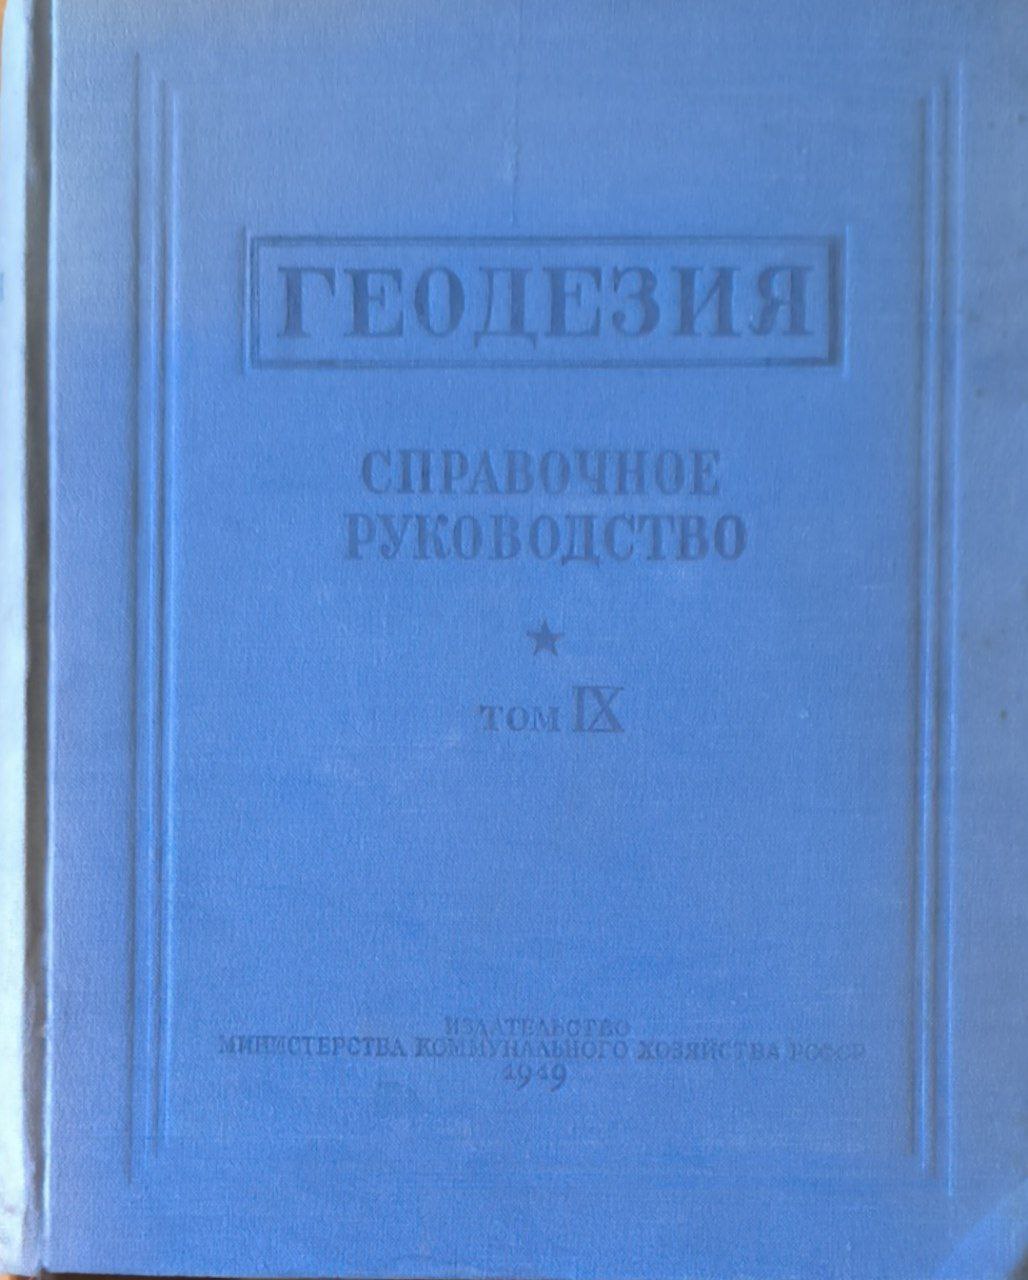 ГЕОДЕЗИЯ
СПРАВОЧНОЕ
РУКОВОДСТВО
★
ТОМ IX
ИЗДАТЕЛЬСТВО
МИНИСТЕРСТВА КОММУНАЛЬНОГО ХОЗЯЙСТВА РСФСР
1949